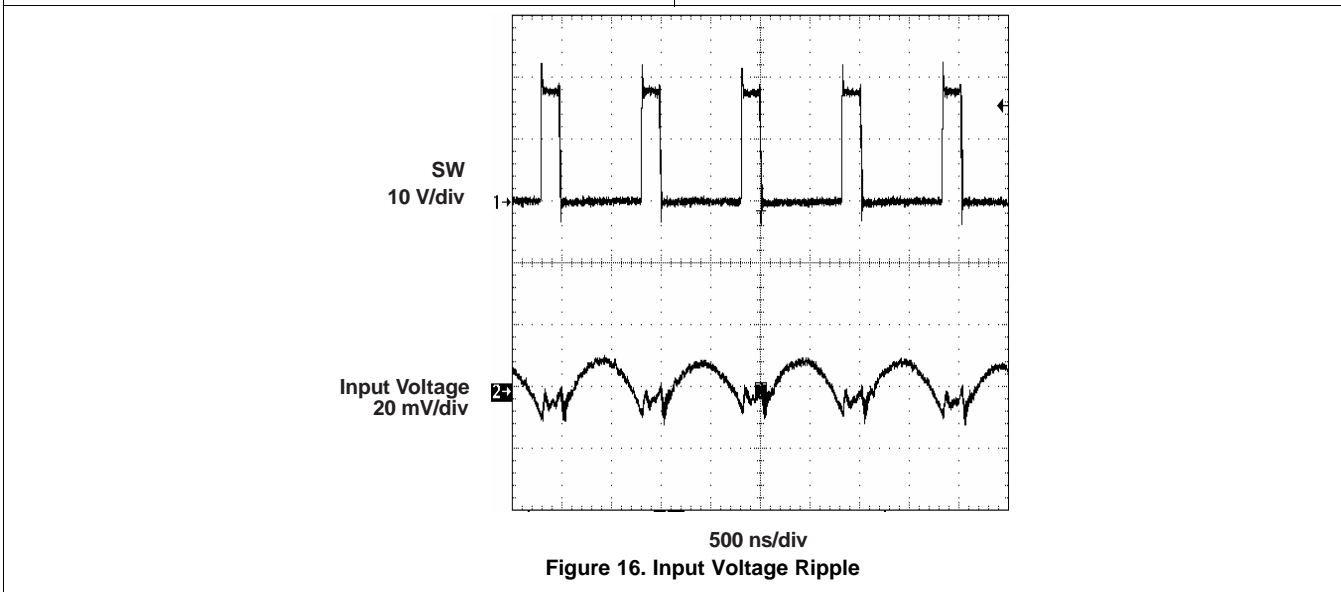 SW
10 V/div
1
Input Voltage
20 mV/div
2
500 ns/div
Figure 16. Input Voltage Ripple